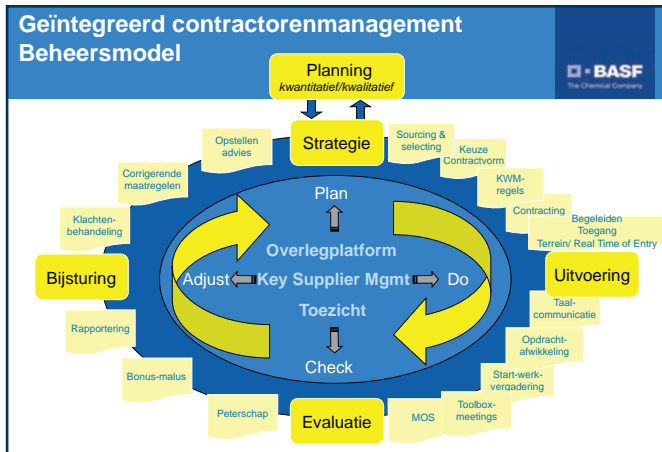 Geïntegreerd contractorenmanagement
Beheersmodel
BASF
The Chemical Company
Planning
kwantitatief/kwalitatief
Strategie
Opstellen
advies
Corrigerende
maatregelen
Klachten-
behandeling
Sourcing &
selecting
Keuze
Contractvorm
KWM-
regels
Contracting
Begeleiden
Toegang
Terrein/ Real Time of Entry
Plan
Overlegplatform
Adjust
Key Supplier Mgmt
Do
Toezicht
Check
Bijsturing
Uitvoering
Rapportering
Bonus-malus
Peterschap
Evaluatie
MOS
Toolbox-
meetings
Start-werk-
vergadering
Opdracht-
afwikkeling
Taal-
communicatie